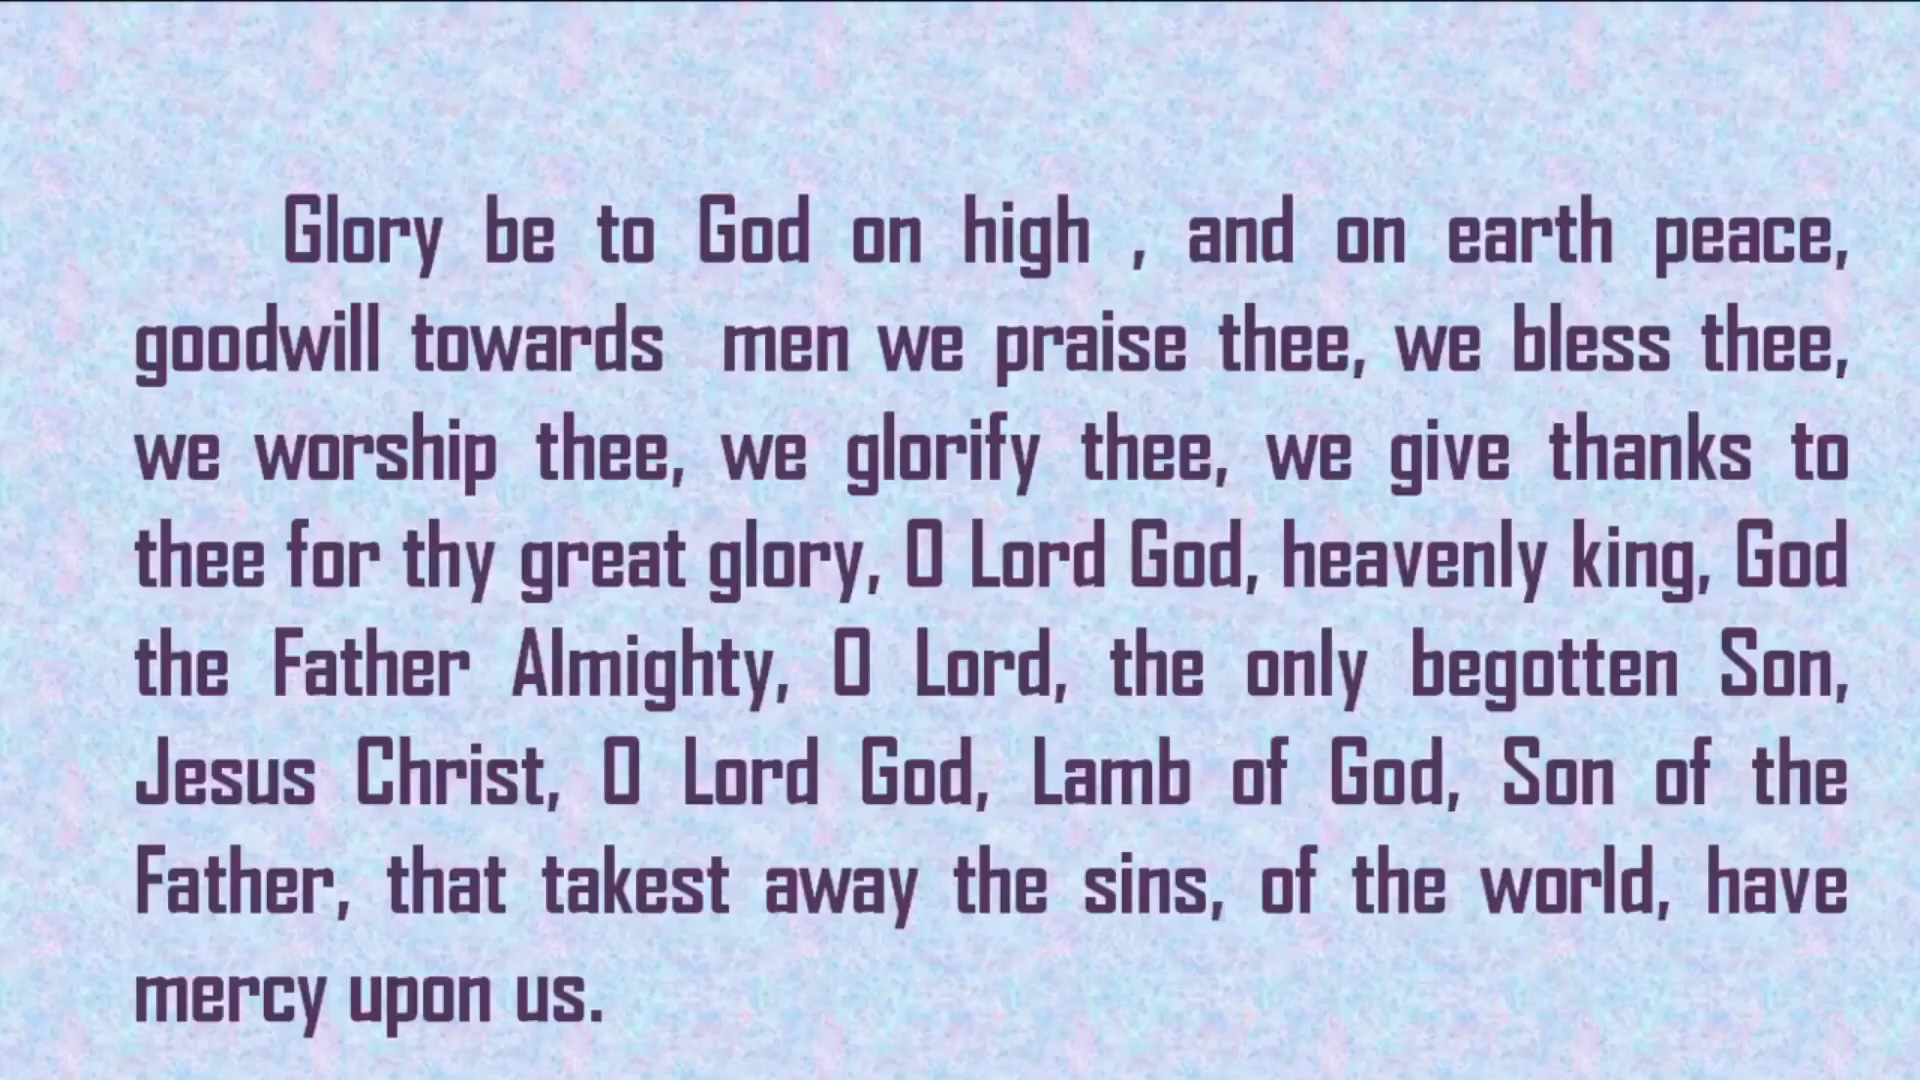 Glory be to God on high , and on earth peace,
goodwill towards men we praise thee, we bless thee,
we worship thee, we glorify thee, we give thanks to
thee for thy great glory, O Lord God, heavenly king, God
the Father Almighty, O Lord, the only begotten Son,
Jesus Christ, O Lord God, Lamb of God, Son of the
Father, that takest away the sins, of the world, have
mercy upon us.